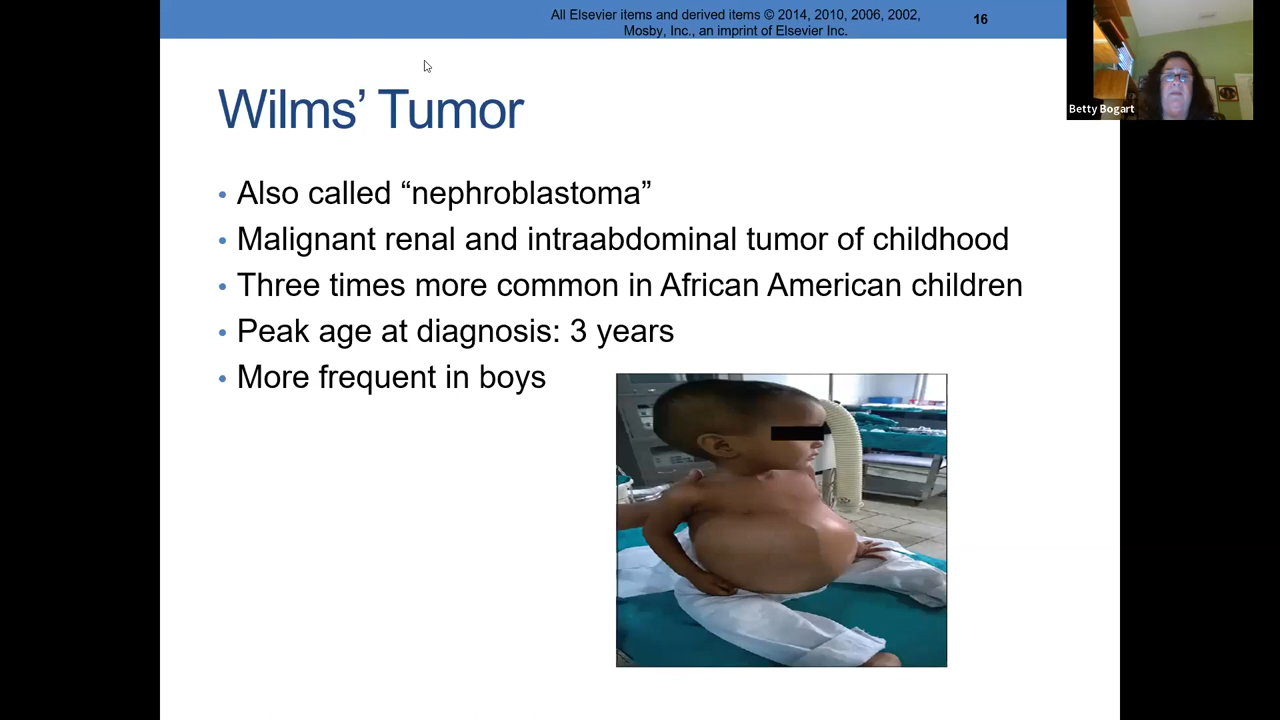 All Elsevier items and derived items © 2014, 2010, 2006, 2002,
Mosby, Inc., an imprint of Elsevier Inc.
16
Betty Bogart
Wilms’ Tumor
• Also called “nephroblastoma”
• Malignant renal and intraabdominal tumor of childhood
• Three times more common in African American children
• Peak age at diagnosis: 3 years
• More frequent in boys